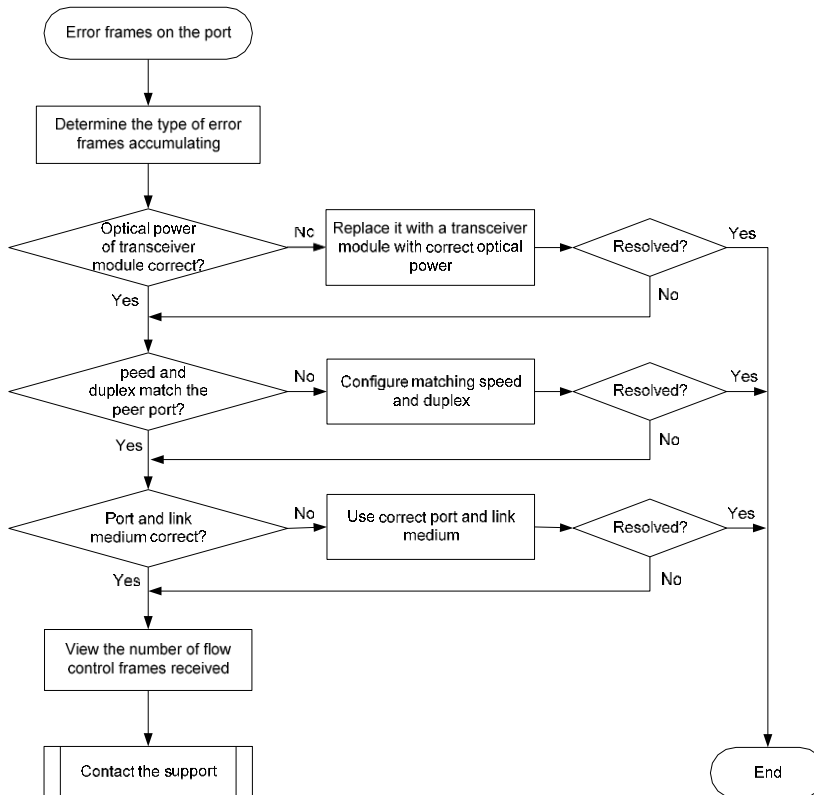 Error frames on the port
Determine the type of error
frames accumulating
Optical power
of transceiver
module correct?
Nc
Replace it with a transceiver
module with correct optical
power
Resolved?
Yes
Yes
No
peed and
duplex match the
peer port?
No
Configure matching speed
and duplex
Resolved?
Yes
Yes
No
Port and link
medium correct?
No
Use correct port and link
medium
Resolved?
Yes
Yes
No
View the number of flow
control frames received
Contact the support
End